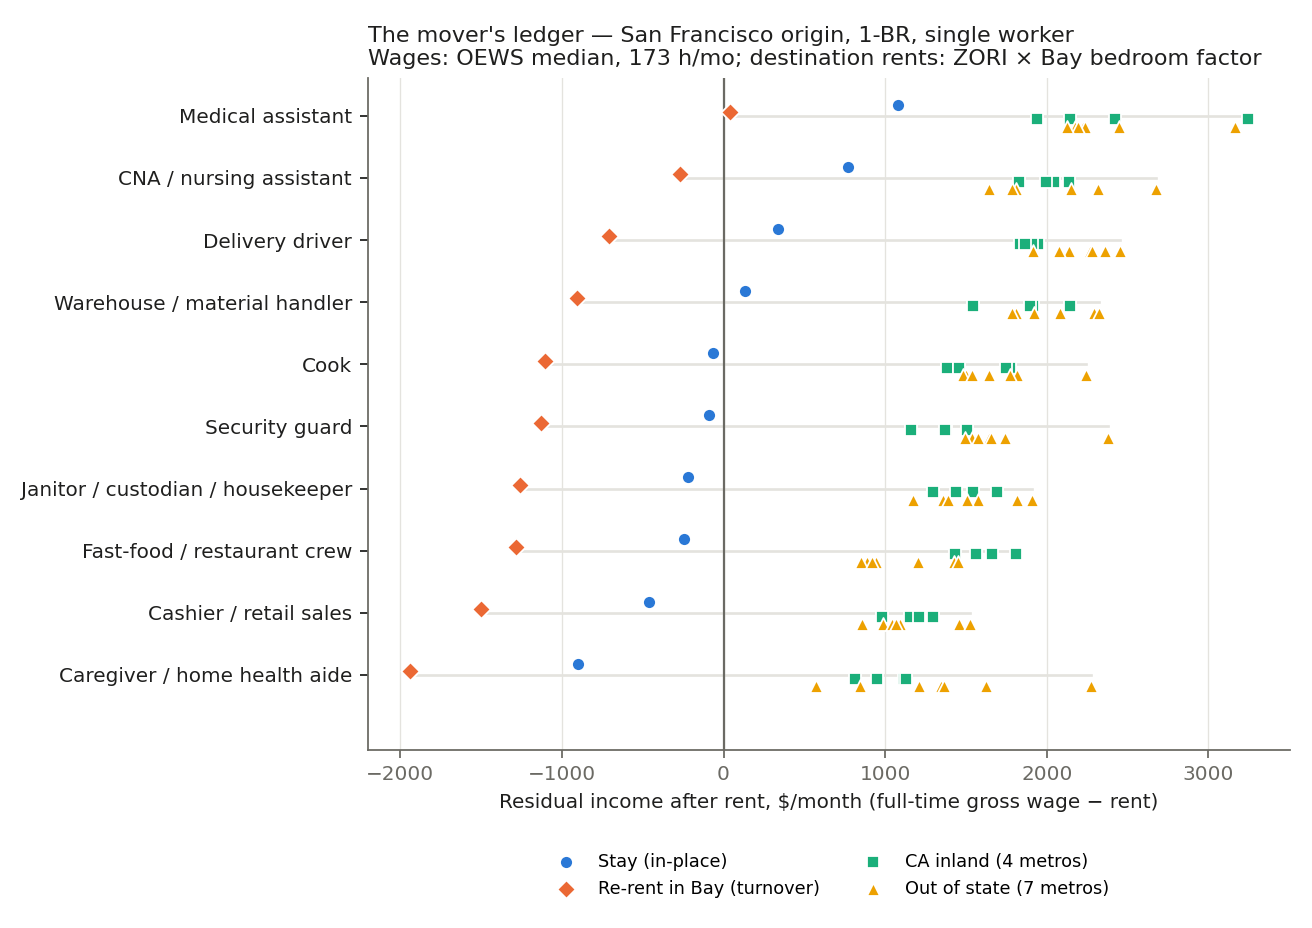 The mover's ledger — San Francisco origin, 1-BR, single worker
Wages: OEWS median, 173 h/mo; destination rents: ZORI × Bay bedroom factor
Medical assistant
CNA / nursing assistant
Delivery driver
Warehouse / material handler
Cook
Security guard
Janitor / custodian / housekeeper
Fast-food / restaurant crew
Cashier / retail sales
Caregiver / home health aide
−2000 −1000 0 1000 2000 3000
Residual income after rent, $/month (full-time gross wage − rent)
Stay (in-place)
Re-rent in Bay (turnover)
CA inland (4 metros)
Out of state (7 metros)